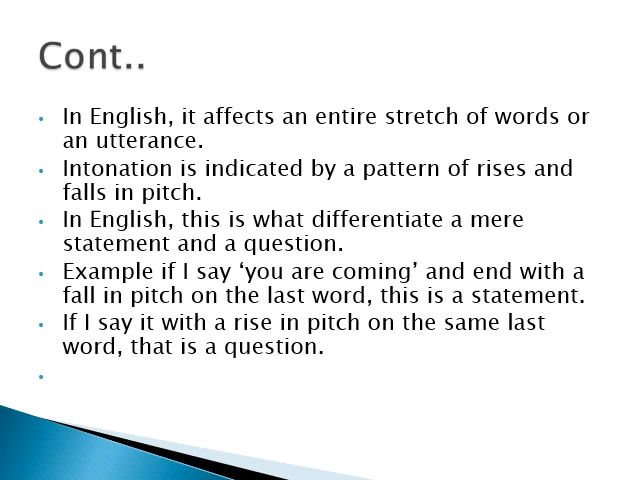 Cont..
• In English, it affects an entire stretch of words or
an utterance.
• Intonation is indicated by a pattern of rises and
falls in pitch.
• In English, this is what differentiate a mere
statement and a question.
• Example if I say ‘you are coming’ and end with a
fall in pitch on the last word, this is a statement.
• If I say it with a rise in pitch on the same last
word, that is a question.
•